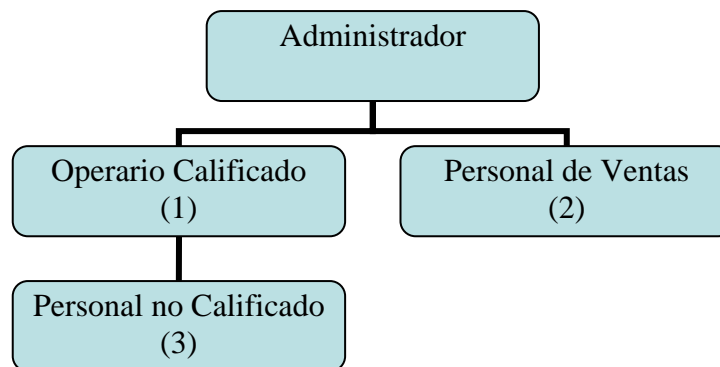 Administrador
Operario Calificado
(1)
Personal de Ventas
(2)
Personal no Calificado
(3)